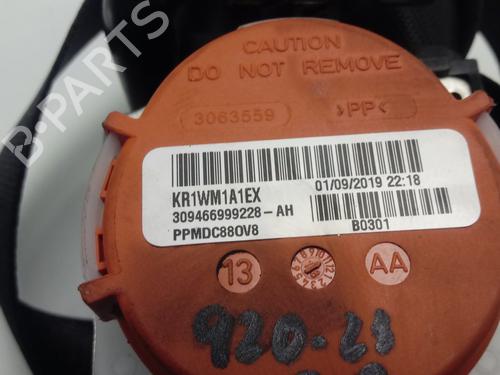 B-PARTS
CAUTION
DO NOT REMOVE
3063559
>PP<
KR1WM1A1EX
01/09/2019 22:18
309466999228-AH
PPMDC880V8
B0301
13
AA
920-21